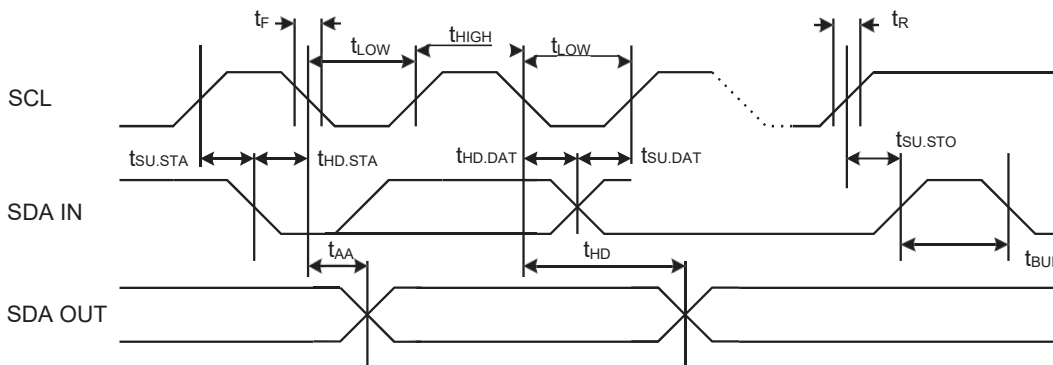 tF
tLOW
tHIGH
tLOW
tR
SCL
tSU.STA
tHD.STA
tHD.DAT
tSU.DAT
tSU.STO
SDA IN
tAA
tHD
tBUF
SDA OUT